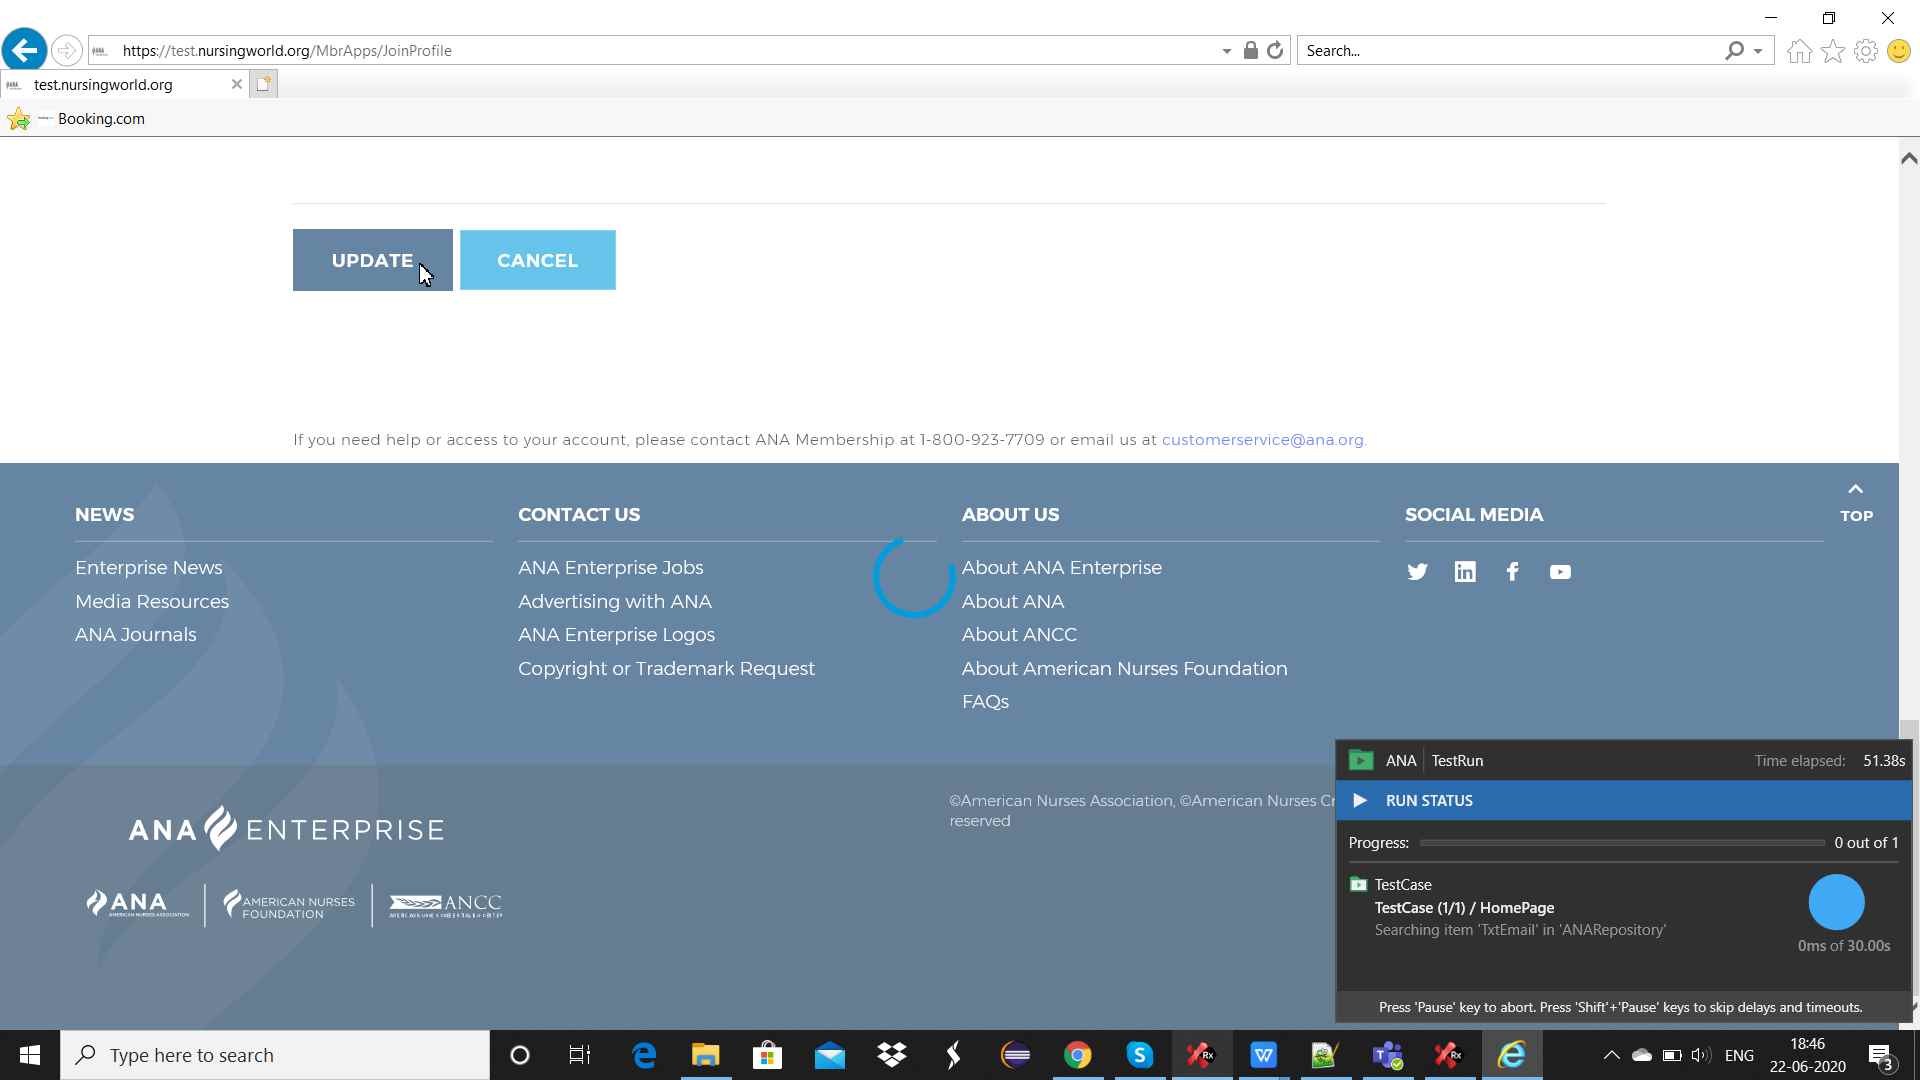 https://test.nursingworld.org/MbrApps/JoinProfile
Search...
test.nursingworld.org
Booking.com
UPDATE
CANCEL
If you need help or access to your account, please contact ANA Membership at 1-800-923-7709 or email us at customerservice@ana.org.
NEWS
Enterprise News
Media Resources
ANA Journals
CONTACT US
ANA Enterprise Jobs
Advertising with ANA
ANA Enterprise Logos
Copyright or Trademark Request
ABOUT US
About ANA Enterprise
About ANA
About ANCC
About American Nurses Foundation
FAQs
SOCIAL MEDIA
TOP
ANA ENTERPRISE
ANA
AMERICAN NURSES ASSOCIATION
AMERICAN NURSES
FOUNDATION
ANCC
©American Nurses Association, ©American Nurses Cr
reserved
ANA TestRun Time elapsed: 51.38s
RUN STATUS
Progress: 0 out of 1
TestCase
TestCase (1/1) / HomePage
Searching item 'TxtEmail' in 'ANARepository'
0ms of 30.00s
Press 'Pause' key to abort. Press 'Shift'+'Pause' keys to skip delays and timeouts.
Type here to search
ENG
18:46
22-06-2020
3